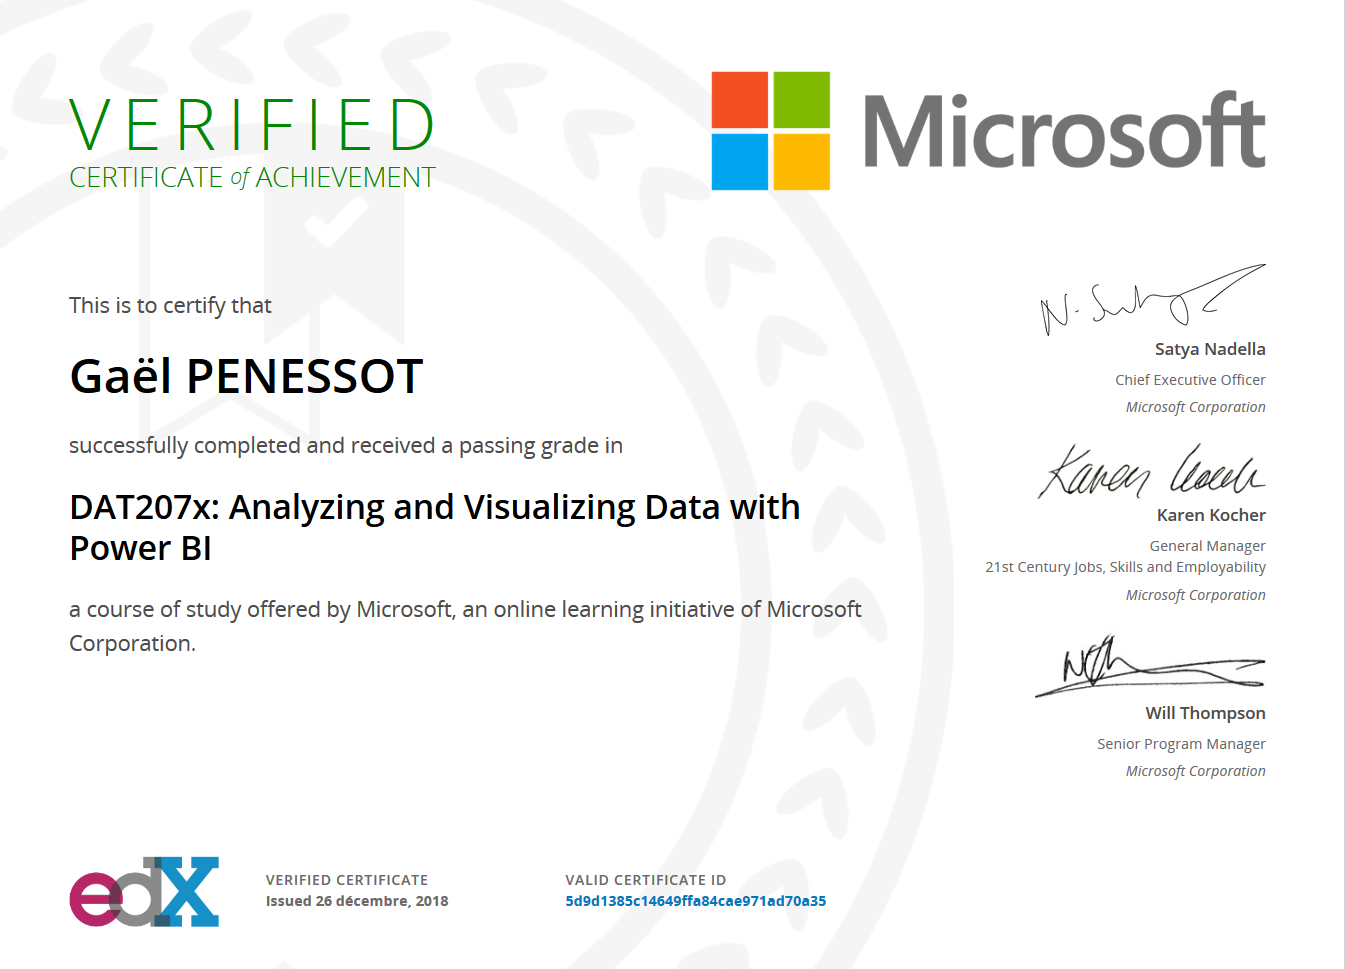 VERIFIED
CERTIFICATE of ACHIEVEMENT
Microsoft
This is to certify that
Gaël PENESSOT
successfully completed and received a passing grade in
DAT207x: Analyzing and Visualizing Data with
Power BI
a course of study offered by Microsoft, an online learning initiative of Microsoft
Corporation.
Satya Nadella
Chief Executive Officer
Microsoft Corporation
Karen Kocher
General Manager
21st Century Jobs, Skills and Employability
Microsoft Corporation
Will Thompson
Senior Program Manager
Microsoft Corporation
edX
VERIFIED CERTIFICATE
Issued 26 décembre, 2018
VALID CERTIFICATE ID
5d9d1385c14649ffa84cae971ad70a35